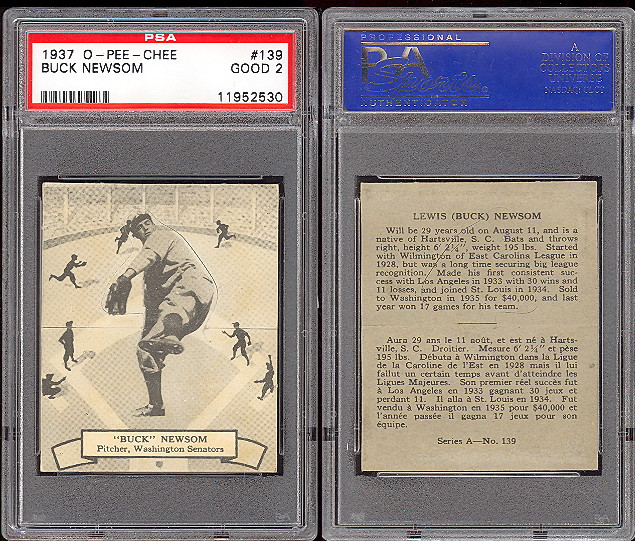 PSA
1937 O-PEE-CHEE #139
BUCK NEWSOM GOOD 2
11952530
"BUCK" NEWSOM
Pitcher, Washington Senators
PROFESSIONAL
PSA
AUTHENTICATOR
A
DIVISION OF
COLLECTORS
UNIVERSE
NASDAQ: CLCT
LEWIS (BUCK) NEWSOM
Will be 29 years old on August 11, and is a
native of Hartsville, S. C. Bats and throws
right, height 6' 2¼", weight 195 lbs. Started
with Wilmington of East Carolina League in
1928, but was a long time securing big league
recognition. Made his first consistent suc-
cess with Los Angeles in 1933 with 30 wins and
11 losses, and joined St. Louis in 1934. Sold
to Washington in 1935 for $40,000, and last
year won 17 games for his team.
Aura 29 ans le 11 août, et est né à Harts-
ville, S. C. Droitier. Mesure 6' 2¼" et pèse
195 lbs. Débuta à Wilmington dans la Ligue
de la Caroline de l'Est en 1928 mais il lui
fallut un certain temps avant d'atteindre les
Ligues Majeures. Son premier réel succès fut
à Los Angeles en 1933 gagnant 30 jeux et
perdant 11. Il alla à St. Louis en 1934. Fut
vendu à Washington en 1935 pour $40,000 et
l'année passée il gagna 17 jeux pour son
équipe.
Series A—No. 139